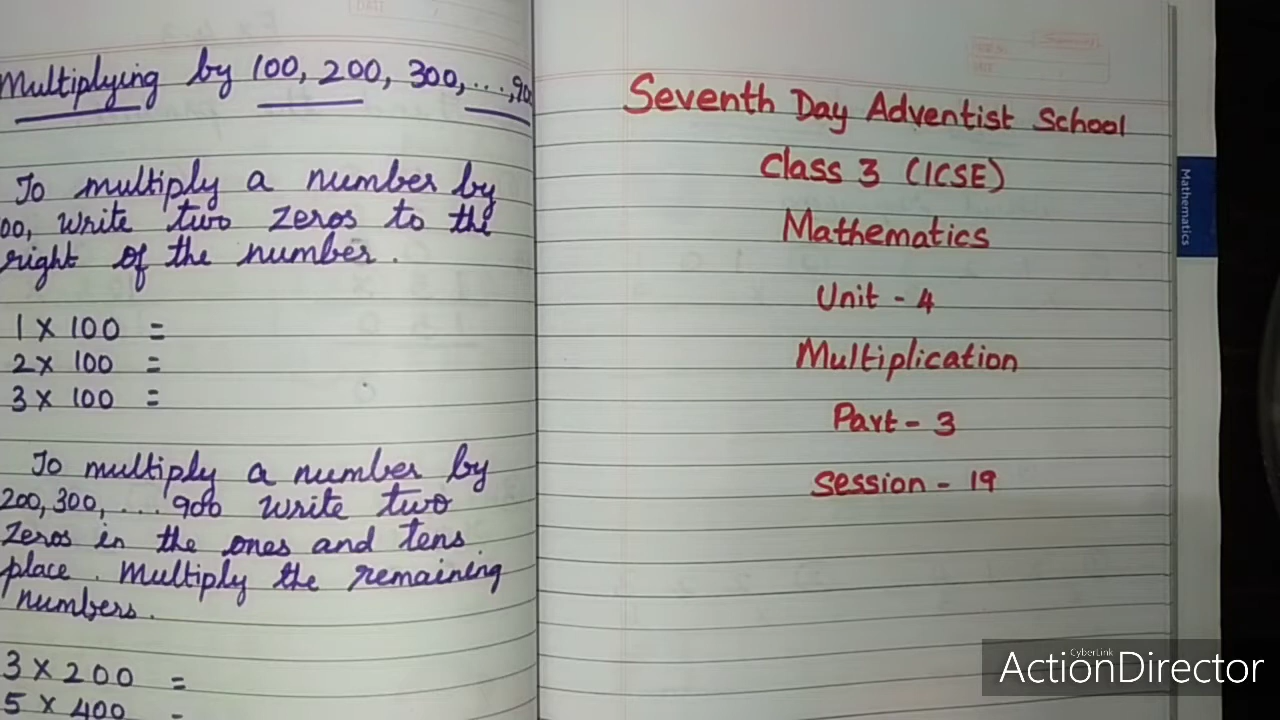 Multiplying by 100, 200, 300, ..., 900
To multiply a number by
00, write two zeros to the
right of the number.
1 x 100 =
2 x 100 =
3 x 100 =
To multiply a number by
200, 300, ... 900 write two
zeros in the ones and tens
place. Multiply the remaining
numbers.
3 x 200 =
5 x 400 =
Seventh Day Adventist School
Class 3 (ICSE)
Mathematics
Unit - 4
Multiplication
Part - 3
Session - 19
Mathematics
CyberLink
ActionDirector